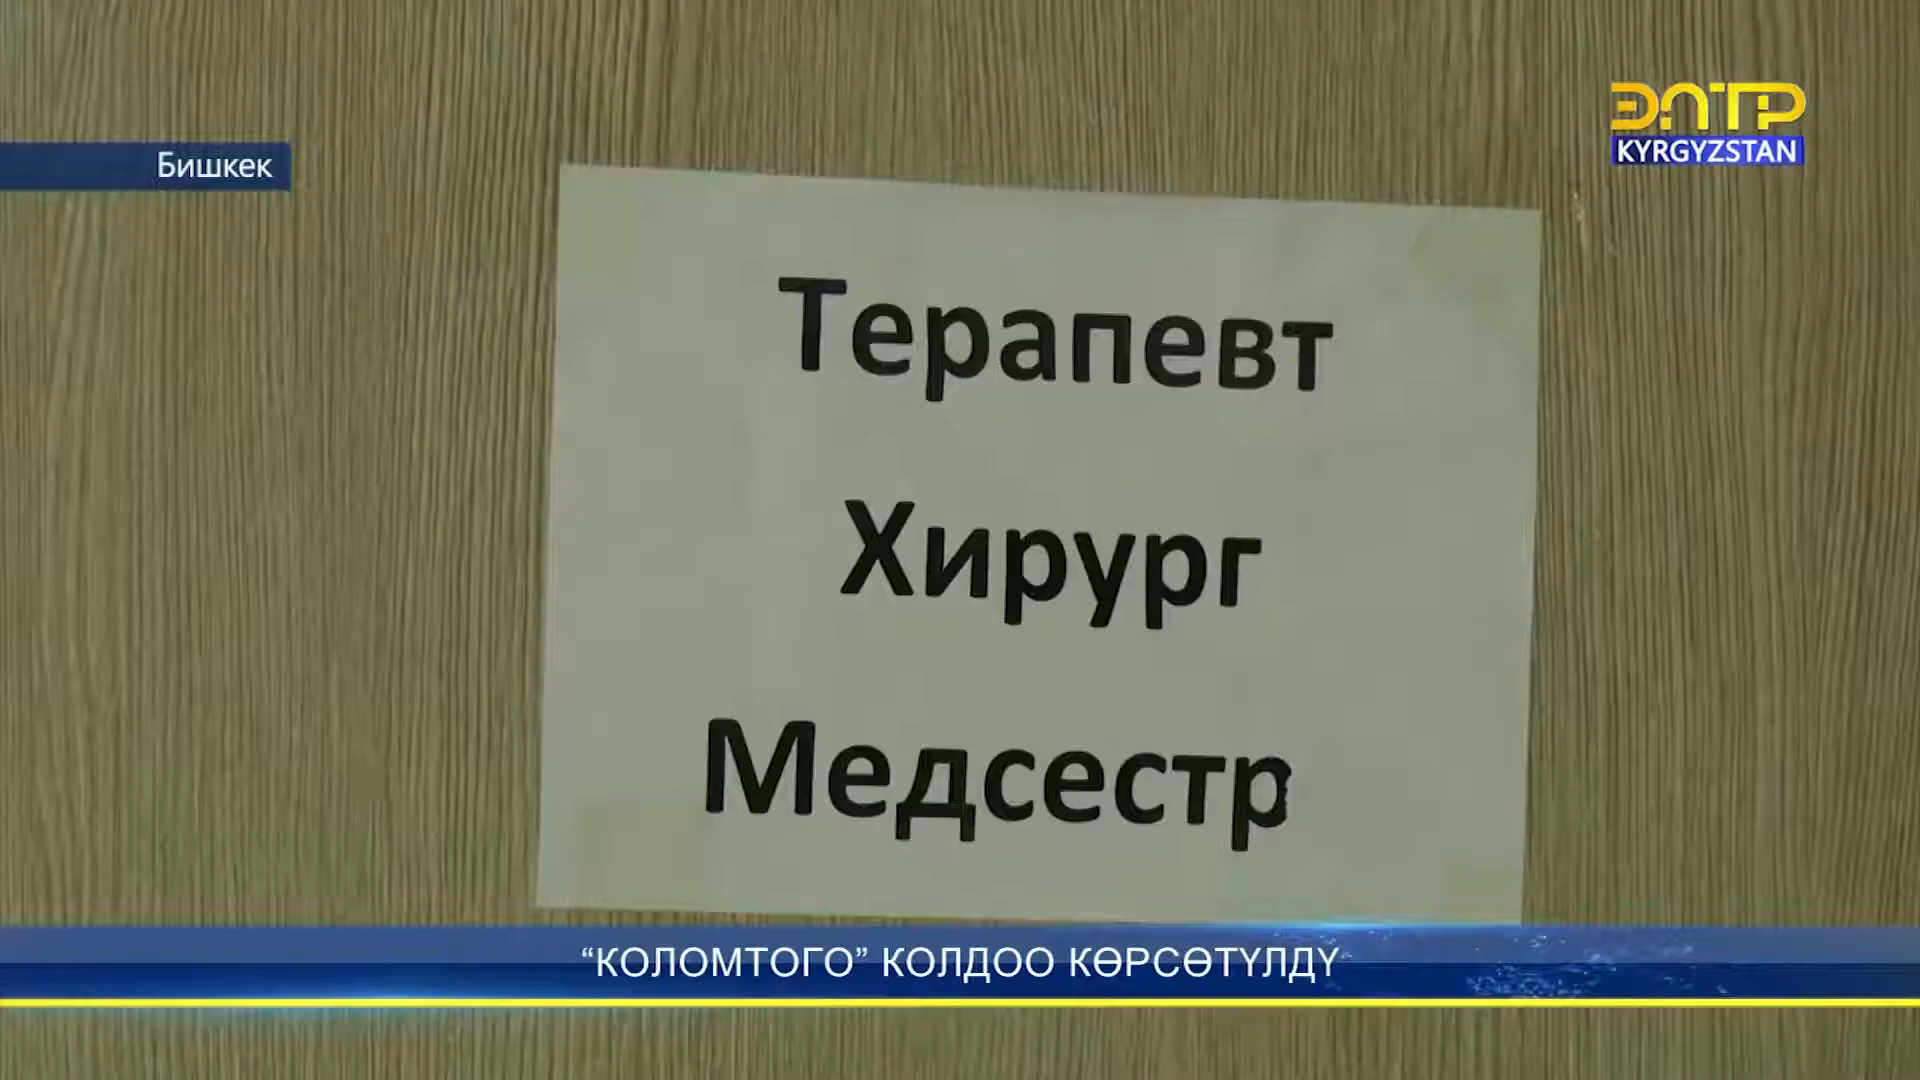 ЭЛТР
KYRGYZSTAN
Бишкек
Терапевт
Хирург
Медсестр
“КОЛОМТОГО” КОЛДОО КӨРСӨТҮЛДҮ